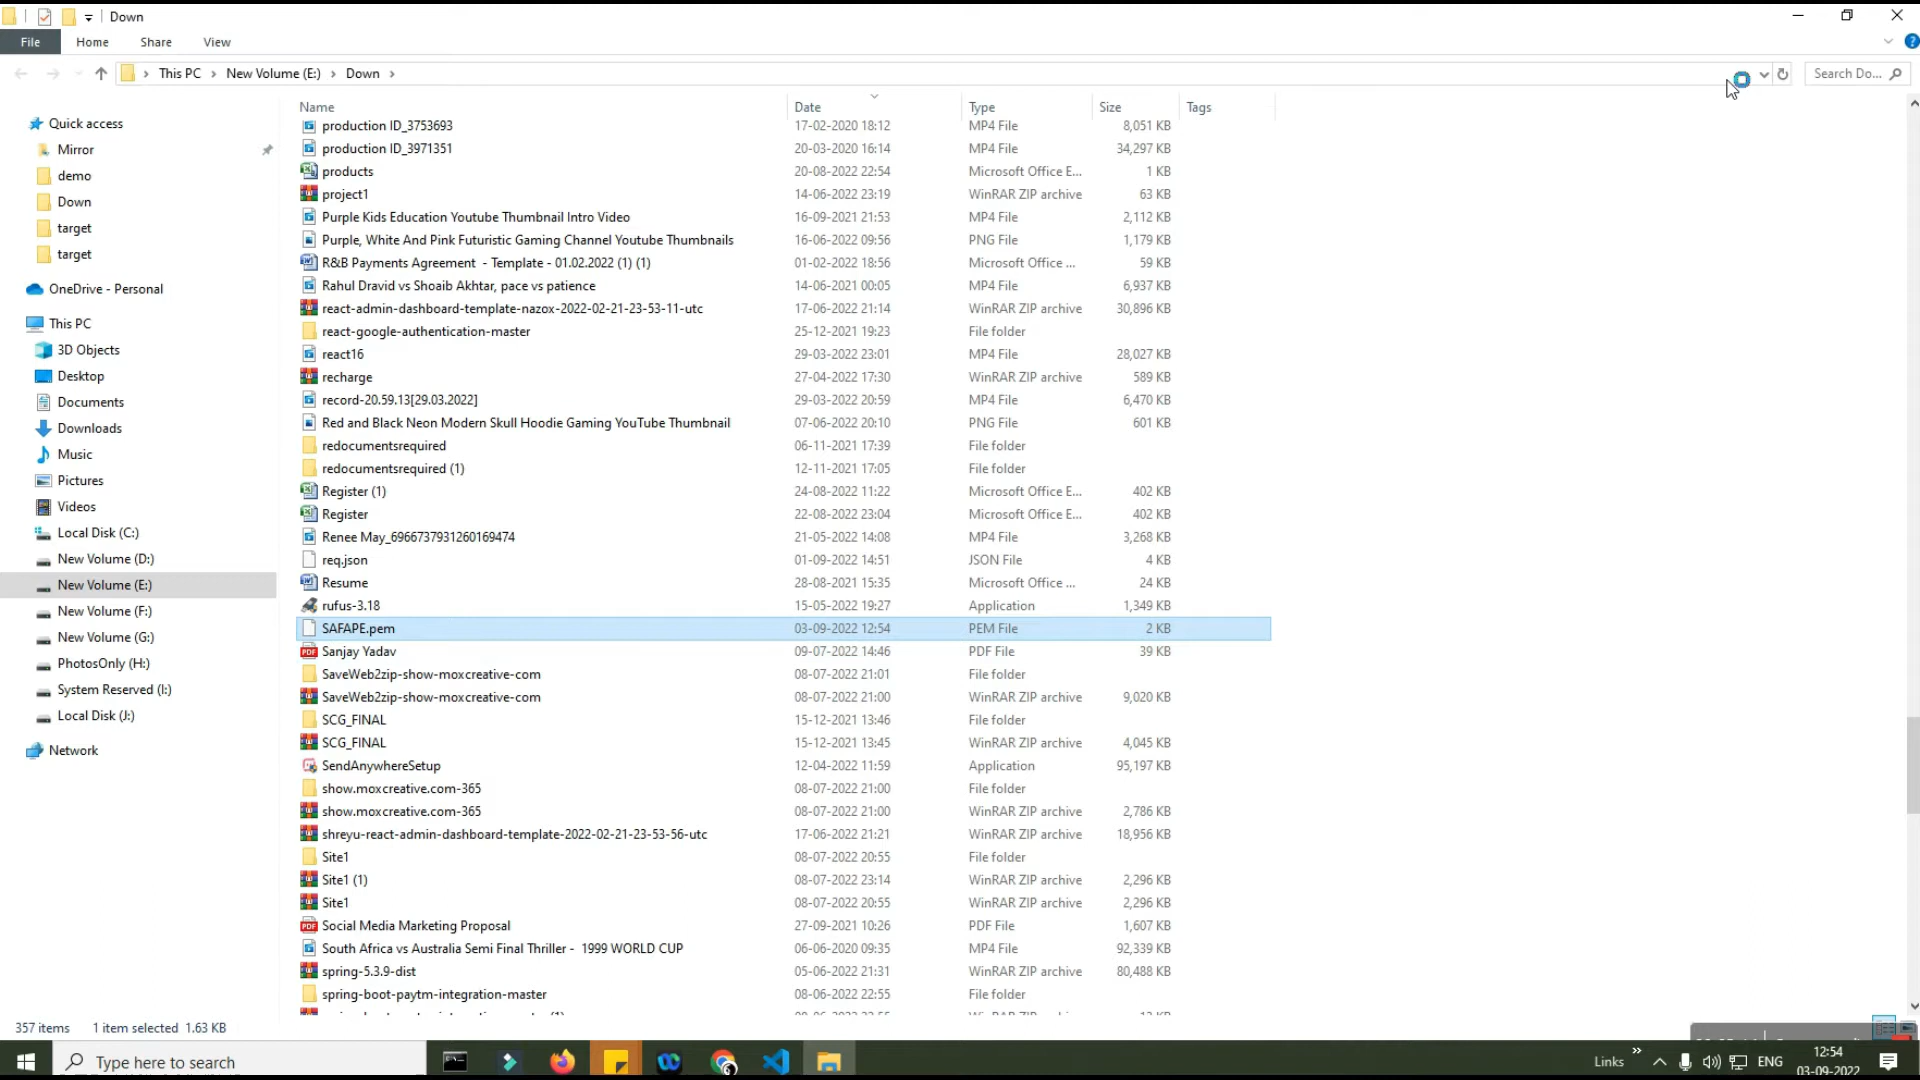 Down
File Home Share View
This PC New Volume (E:) Down Search Do...
Quick access
Mirror
demo
Down
target
target
OneDrive - Personal
This PC
3D Objects
Desktop
Documents
Downloads
Music
Pictures
Videos
Local Disk (C:)
New Volume (D:)
New Volume (E:)
New Volume (F:)
New Volume (G:)
PhotosOnly (H:)
System Reserved (I:)
Local Disk (J:)
Network
Name Date Type Size Tags
production ID_3753693 17-02-2020 18:12 MP4 File 8,051 KB
production ID_3971351 20-03-2020 16:14 MP4 File 34,297 KB
products 20-08-2022 22:54 Microsoft Office E... 1 KB
project1 14-06-2022 23:19 WinRAR ZIP archive 63 KB
Purple Kids Education Youtube Thumbnail Intro Video 16-09-2021 21:53 MP4 File 2,112 KB
Purple, White And Pink Futuristic Gaming Channel Youtube Thumbnails 16-06-2022 09:56 PNG File 1,179 KB
R&B Payments Agreement - Template - 01.02.2022 (1) (1) 01-02-2022 18:56 Microsoft Office ... 59 KB
Rahul Dravid vs Shoaib Akhtar, pace vs patience 14-06-2021 00:05 MP4 File 6,937 KB
react-admin-dashboard-template-nazox-2022-02-21-23-53-11-utc 17-06-2022 21:14 WinRAR ZIP archive 30,896 KB
react-google-authentication-master 25-12-2021 19:23 File folder
react16 29-03-2022 23:01 MP4 File 28,027 KB
recharge 27-04-2022 17:30 WinRAR ZIP archive 589 KB
record-20.59.13[29.03.2022] 29-03-2022 20:59 MP4 File 6,470 KB
Red and Black Neon Modern Skull Hoodie Gaming YouTube Thumbnail 07-06-2022 20:10 PNG File 601 KB
redocumentsrequired 06-11-2021 17:39 File folder
redocumentsrequired (1) 12-11-2021 17:05 File folder
Register (1) 24-08-2022 11:22 Microsoft Office E... 402 KB
Register 22-08-2022 23:04 Microsoft Office E... 402 KB
Renee May_6966737931260169474 21-05-2022 14:08 MP4 File 3,268 KB
req.json 01-09-2022 14:51 JSON File 4 KB
Resume 28-08-2021 15:35 Microsoft Office ... 24 KB
rufus-3.18 15-05-2022 19:27 Application 1,349 KB
SAFAPE.pem 03-09-2022 12:54 PEM File 2 KB
Sanjay Yadav 09-07-2022 14:46 PDF File 39 KB
SaveWeb2zip-show-moxcreative-com 08-07-2022 21:01 File folder
SaveWeb2zip-show-moxcreative-com 08-07-2022 21:00 WinRAR ZIP archive 9,020 KB
SCG_FINAL 15-12-2021 13:46 File folder
SCG_FINAL 15-12-2021 13:45 WinRAR ZIP archive 4,045 KB
SendAnywhereSetup 12-04-2022 11:59 Application 95,197 KB
show.moxcreative.com-365 08-07-2022 21:00 File folder
show.moxcreative.com-365 08-07-2022 21:00 WinRAR ZIP archive 2,786 KB
shreyu-react-admin-dashboard-template-2022-02-21-23-53-56-utc 17-06-2022 21:21 WinRAR ZIP archive 18,956 KB
Site1 08-07-2022 20:55 File folder
Site1 (1) 08-07-2022 23:14 WinRAR ZIP archive 2,296 KB
Site1 08-07-2022 20:55 WinRAR ZIP archive 2,296 KB
Social Media Marketing Proposal 27-09-2021 10:26 PDF File 1,607 KB
South Africa vs Australia Semi Final Thriller - 1999 WORLD CUP 06-06-2020 09:35 MP4 File 92,339 KB
spring-5.3.9-dist 05-06-2022 21:31 WinRAR ZIP archive 80,488 KB
spring-boot-paytm-integration-master 08-06-2022 22:55 File folder
357 items 1 item selected 1.63 KB
Type here to search Links ENG 12:54
03-09-2022